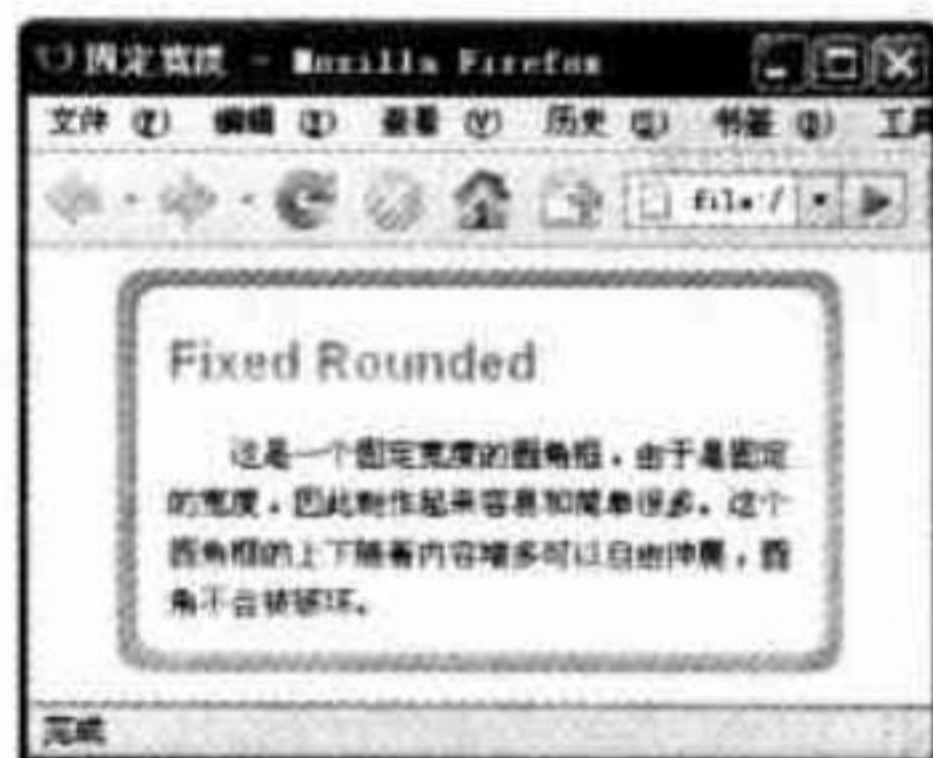 固定宽度 - Mozilla Firefox
文件 (F) 编辑 (E) 查看 (V) 历史 (S) 书签 (B) 工具
file:/
Fixed Rounded
这是一个固定宽度的圆角框，由于是固定
的宽度，因此制作起来容易和简单很多。这个
圆角框的上下随着内容增多可以自由伸展，圆
角不会被破坏。
完成